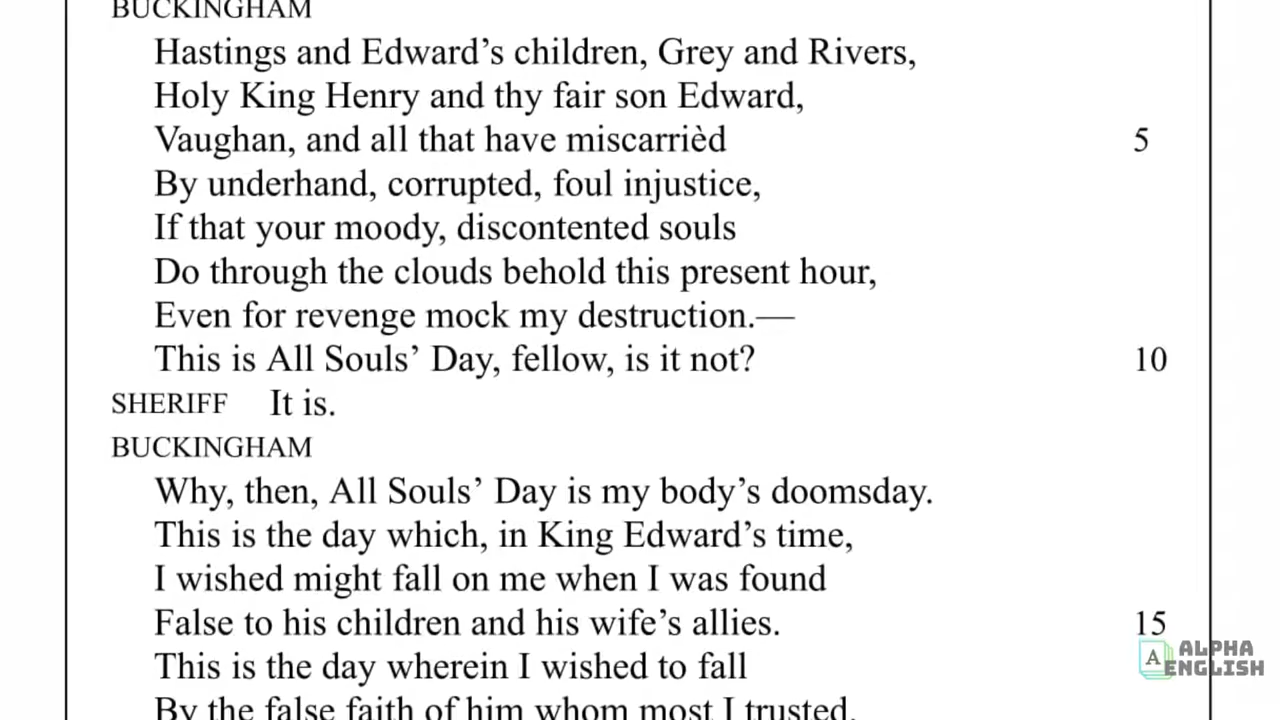 BUCKINGHAM
Hastings and Edward’s children, Grey and Rivers,
Holy King Henry and thy fair son Edward,
Vaughan, and all that have miscarrièd 5
By underhand, corrupted, foul injustice,
If that your moody, discontented souls
Do through the clouds behold this present hour,
Even for revenge mock my destruction.—
This is All Souls’ Day, fellow, is it not? 10
SHERIFF It is.
BUCKINGHAM
Why, then, All Souls’ Day is my body’s doomsday.
This is the day which, in King Edward’s time,
I wished might fall on me when I was found
False to his children and his wife’s allies. 15
This is the day wherein I wished to fall
By the false faith of him whom most I trusted.
A ALPHA
ENGLISH